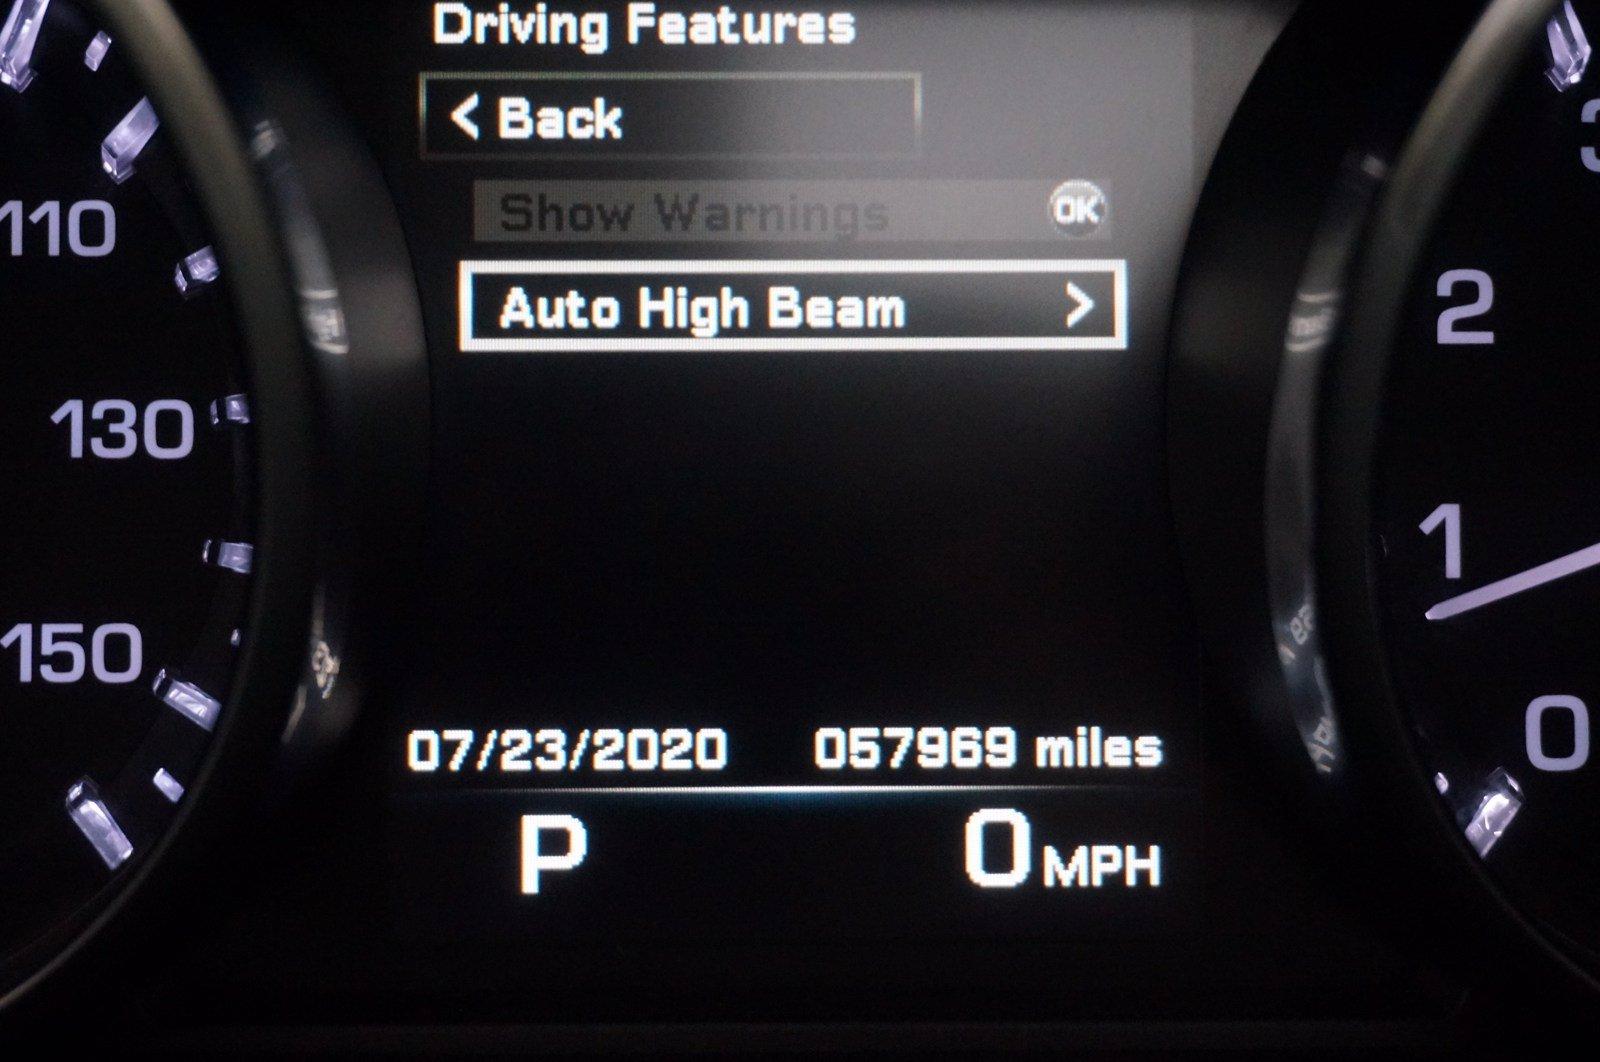 Driving Features
< Back
Show Warnings OK
Auto High Beam >
110
130
150
2
1
0
07/23/2020 057969 miles
P 0 MPH